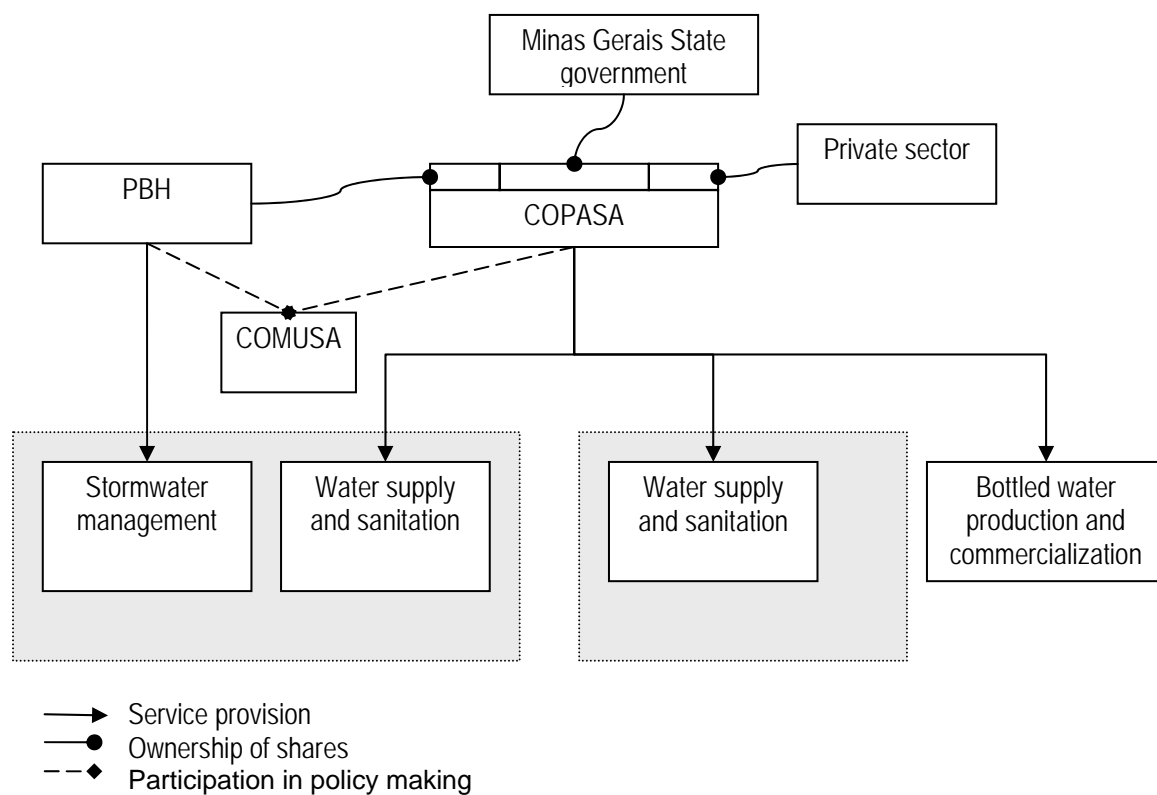 Minas Gerais State
government
Private sector
PBH
COPASA
COMUSA
Stormwater
management
Water supply
and sanitation
Water supply
and sanitation
Bottled water
production and
commercialization
Service provision
Ownership of shares
Participation in policy making